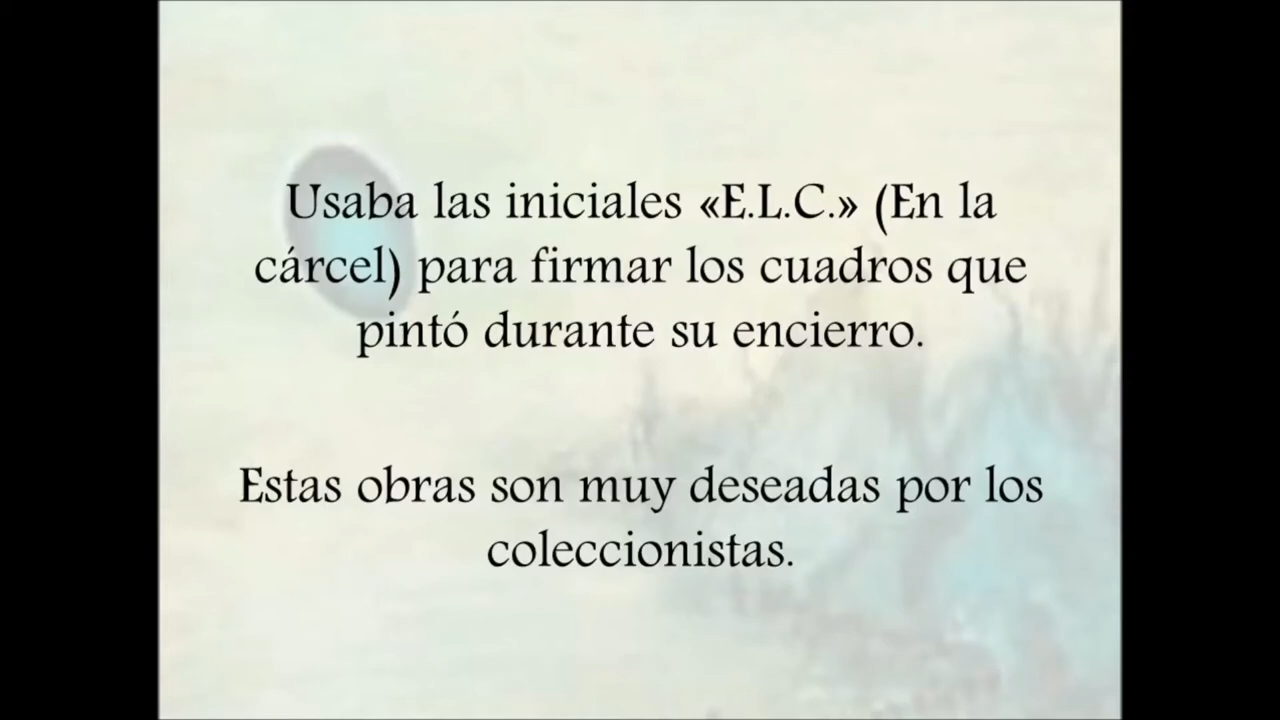 Usaba las iniciales «E.L.C.» (En la
cárcel) para firmar los cuadros que
pintó durante su encierro.
Estas obras son muy deseadas por los
coleccionistas.